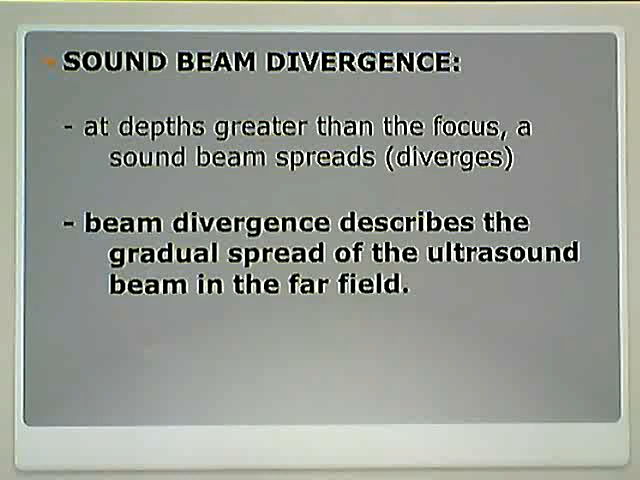 SOUND BEAM DIVERGENCE:
- at depths greater than the focus, a
sound beam spreads (diverges)
- beam divergence describes the
gradual spread of the ultrasound
beam in the far field.